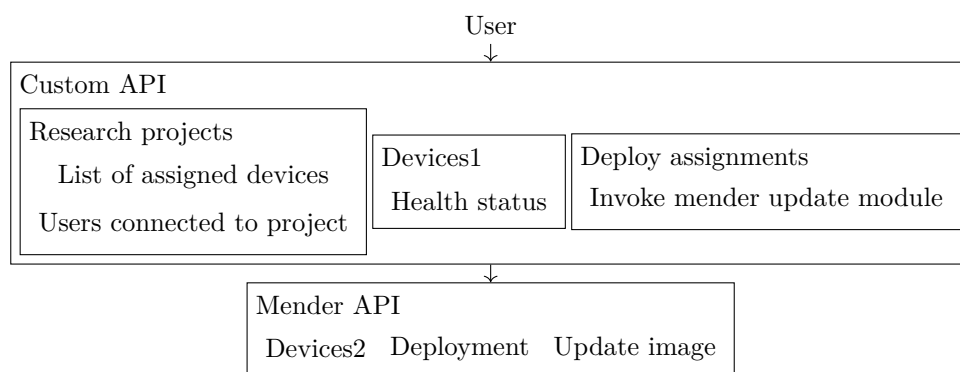 User
Custom API
Research projects
List of assigned devices
Users connected to project
Devices1
Health status
Deploy assignments
Invoke mender update module
Mender API
Devices2 Deployment Update image